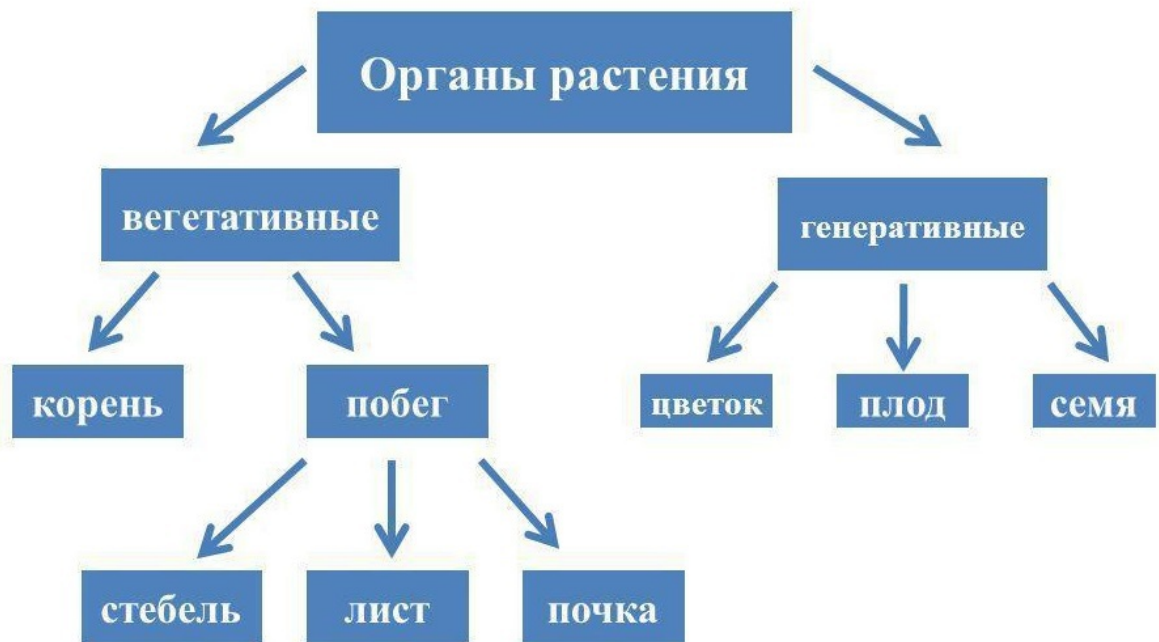 Органы растения
вегетативные
генеративные
корень
побег
цветок
плод
семя
стебель
лист
почка